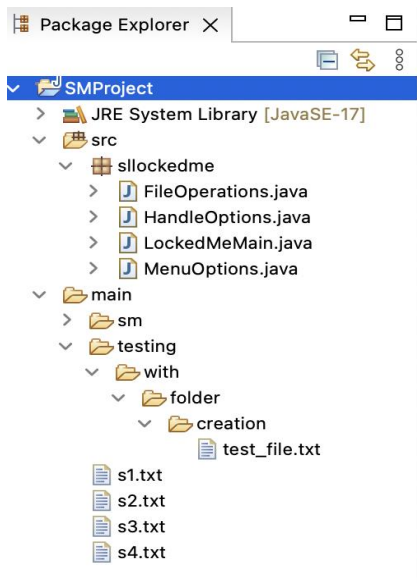 Package Explorer
SMProject
JRE System Library [JavaSE-17]
src
sllockedme
FileOperations.java
HandleOptions.java
LockedMeMain.java
MenuOptions.java
main
sm
testing
with
folder
creation
test_file.txt
s1.txt
s2.txt
s3.txt
s4.txt